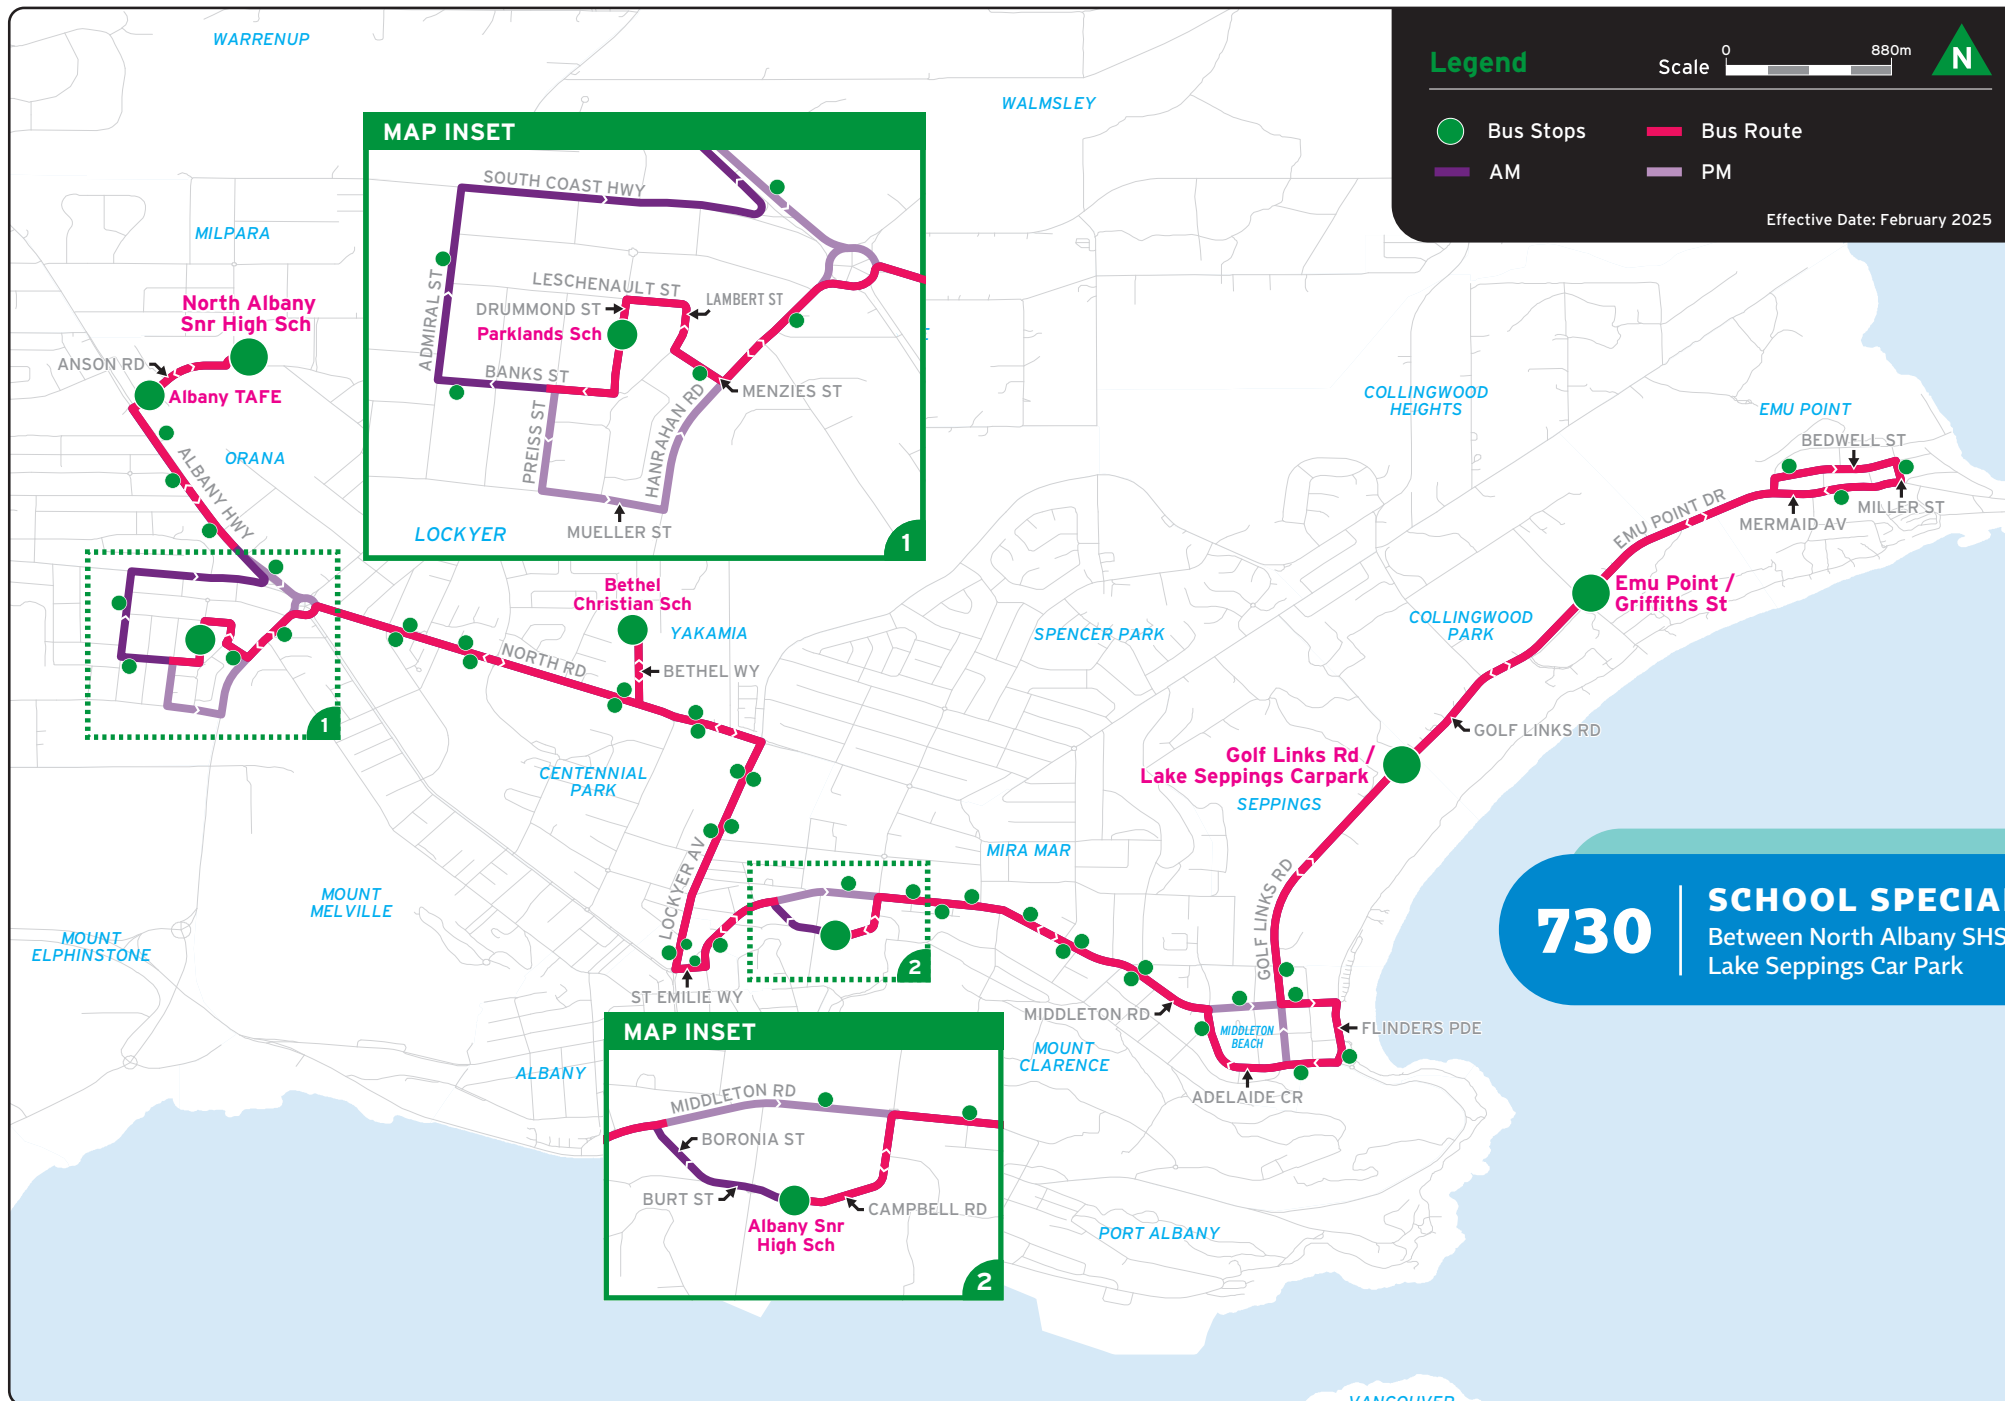 WARRENUP
WALMSLEY
Legend
Scale
0
880m
N
Bus Stops
Bus Route
AM
PM
Effective Date: February 2025
MAP INSET
SOUTH COAST HWY
LESCHENAULT ST
DRUMMOND ST
LAMBERT ST
Parklands Sch
ADMIRAL ST
BANKS ST
MENZIES ST
PREISS ST
HANRAHAN RD
MUELLER ST
LOCKYER
1
MILPARA
North Albany
Snr High Sch
ANSON RD
Albany TAFE
ORANA
ALBANY HWY
1
COLLINGWOOD
HEIGHTS
EMU POINT
BEDWELL ST
EMU POINT DR
MERMAID AV
MILLER ST
Emu Point /
Griffiths St
COLLINGWOOD
PARK
Bethel
Christian Sch
YAKAMIA
SPENCER PARK
NORTH RD
BETHEL WY
GOLF LINKS RD
Golf Links Rd /
Lake Seppings Carpark
SEPPINGS
CENTENNIAL
PARK
MIRA MAR
LOCKYER AV
MOUNT
MELVILLE
MOUNT
ELPHINSTONE
2
ST EMILIE WY
GOLF LINKS RD
MIDDLETON RD
MIDDLETON
BEACH
FLINDERS PDE
ADELAIDE CR
MOUNT
CLARENCE
ALBANY
730
SCHOOL SPECIA
Between North Albany SHS
Lake Seppings Car Park
MAP INSET
MIDDLETON RD
BORONIA ST
BURT ST
CAMPBELL RD
Albany Snr
High Sch
2
PORT ALBANY